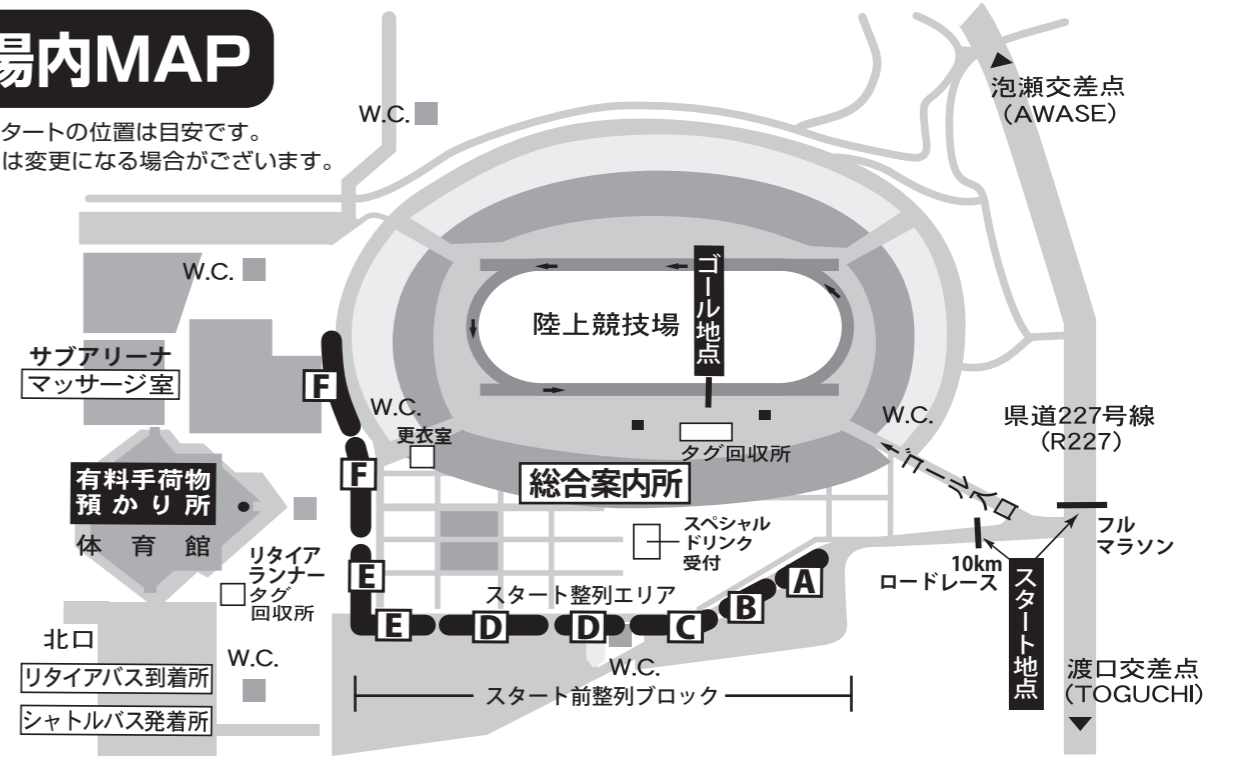 場内MAP
タートの位置は目安です。
は変更になる場合がございます。
W.C.
泡瀬交差点
(AWASE)
W.C.
ゴール地点
陸上競技場
サブアリーナ
マッサージ室
F
W.C.
更衣室
タグ回収所
W.C.
県道227号線
(R227)
F
総合案内所
有料手荷物
預かり所
体育館
スペシャル
ドリンク
受付
フル
マラソン
10km
ロードレース
スタート地点
リタイア
ランナー
タグ
回収所
E
スタート整列エリア
A
B
C
D
D
E
北口
W.C.
リタイアバス到着所
シャトルバス発着所
W.C.
スタート前整列ブロック
渡口交差点
(TOGUCHI)